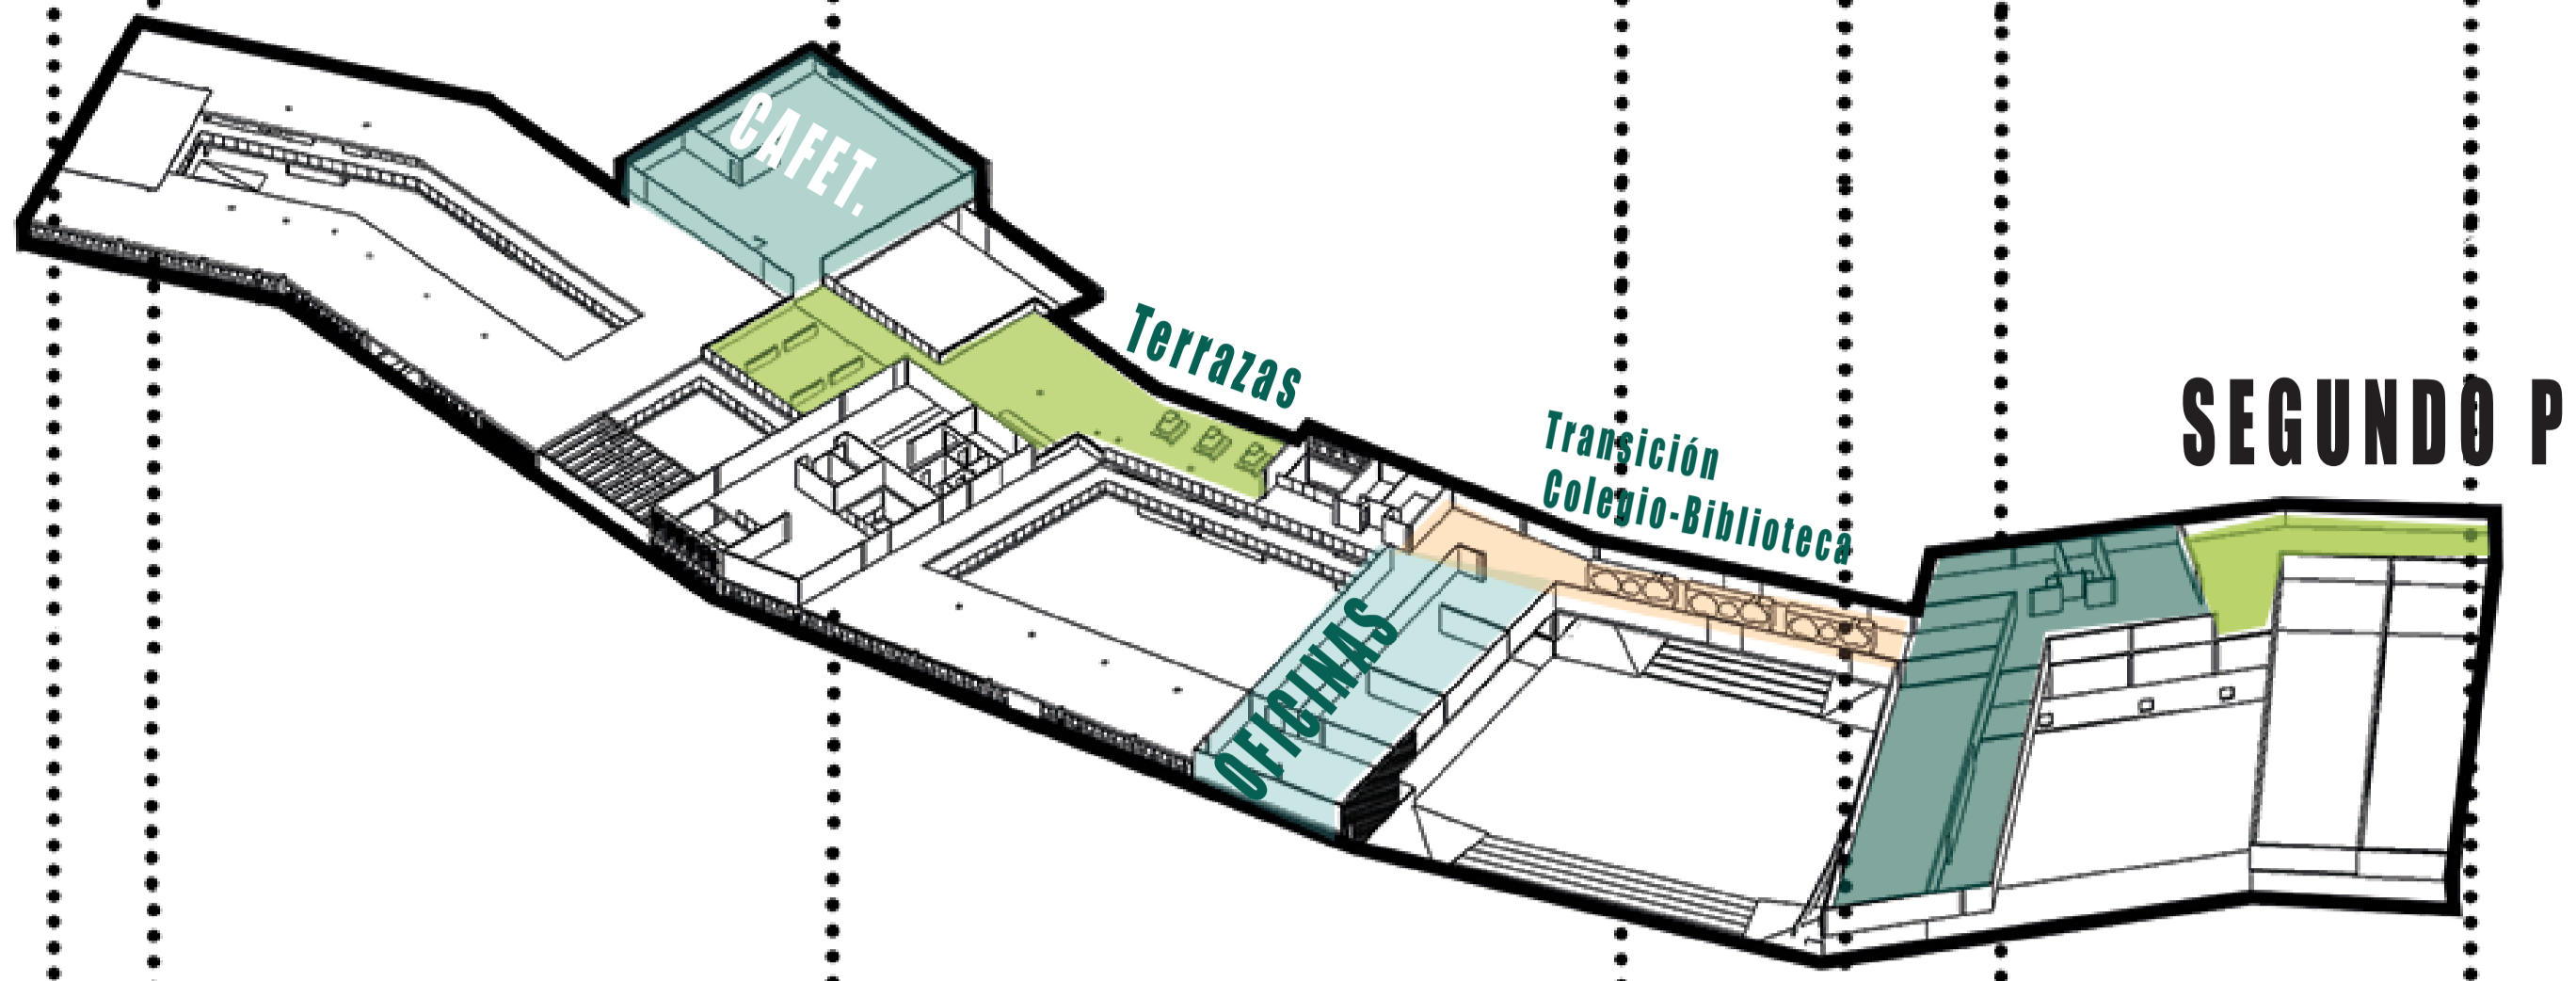 CAFET.
Terrazas
Transición
Colegio-Biblioteca
SEGUNDO P
OFICINAS